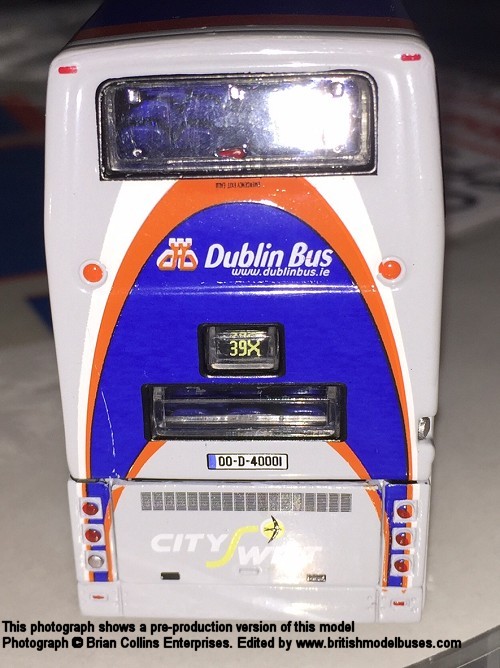 Dublin Bus
www.dublinbus.ie
39X
00-D-40001
CITY SWIFT
This photograph shows a pre-production version of this model
Photograph © Brian Collins Enterprises. Edited by www.britishmodelbuses.com